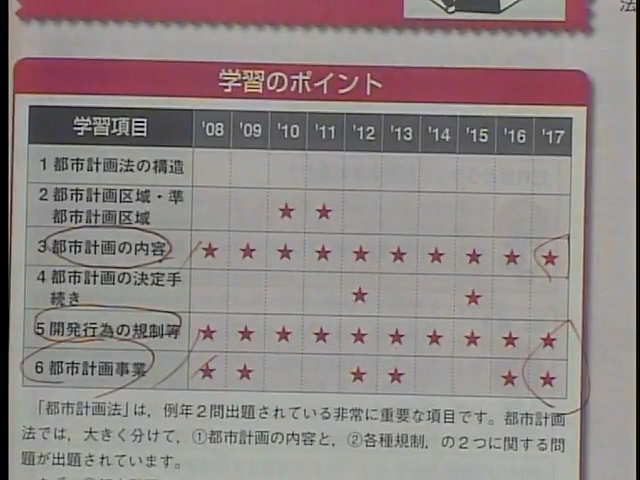 法
学習のポイント
学習項目 '08 '09 '10 '11 '12 '13 '14 '15 '16 '17
1 都市計画法の構造
2 都市計画区域・準
都市計画区域 ★ ★
3 都市計画の内容 ★ ★ ★ ★ ★ ★ ★ ★ ★ ★
4 都市計画の決定手
続き ★ ★
5 開発行為の規制等 ★ ★ ★ ★ ★ ★ ★ ★ ★ ★
6 都市計画事業 ★ ★ ★ ★ ★ ★
「都市計画法」は，例年2問出題されている非常に重要な項目です。都市計画
法では，大きく分けて，①都市計画の内容と，②各種規制，の2つに関する問
題が出題されています。